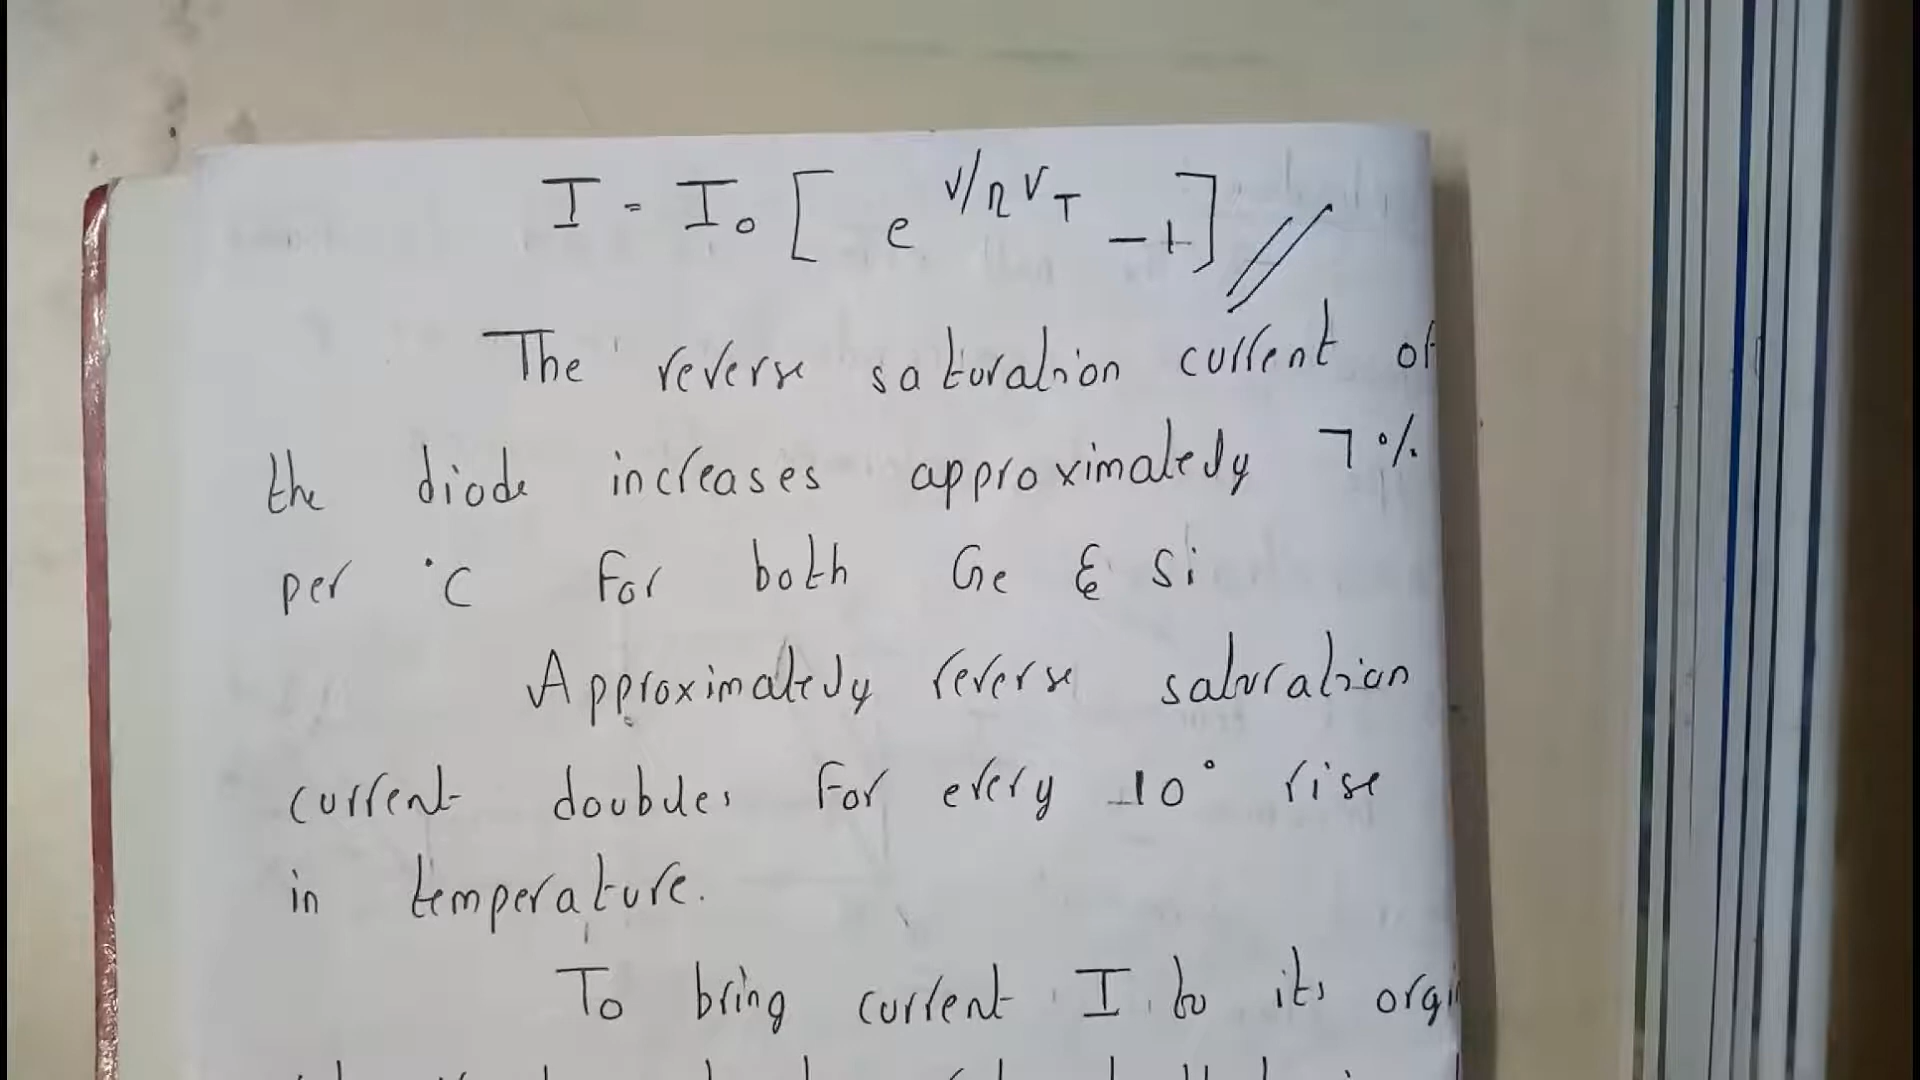 I = I₀ [ e^(V/ηV_T) - 1 ]
The reverse saturation current of
the diode increases approximately 7%
per °C for both Ge & Si
Approximately reverse saturation
current doubles for every 10° rise
in temperature.
To bring current I to its orgi